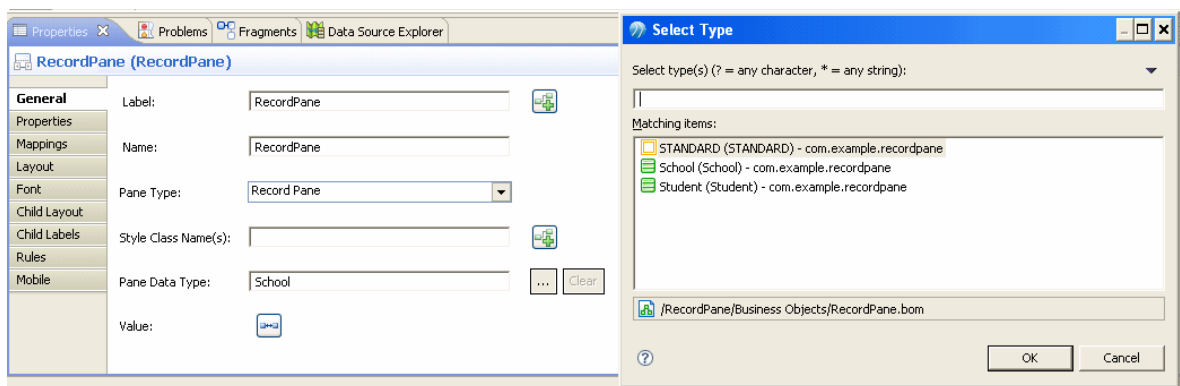 Properties Problems Fragments Data Source Explorer
RecordPane (RecordPane)
General
Properties
Mappings
Layout
Font
Child Layout
Child Labels
Rules
Mobile
Label: RecordPane
Name: RecordPane
Pane Type: Record Pane
Style Class Name(s):
Pane Data Type: School ... Clear
Value:
Select Type
Select type(s) (? = any character, * = any string):
Matching items:
STANDARD (STANDARD) - com.example.recordpane
School (School) - com.example.recordpane
Student (Student) - com.example.recordpane
/RecordPane/Business Objects/RecordPane.bom
OK Cancel